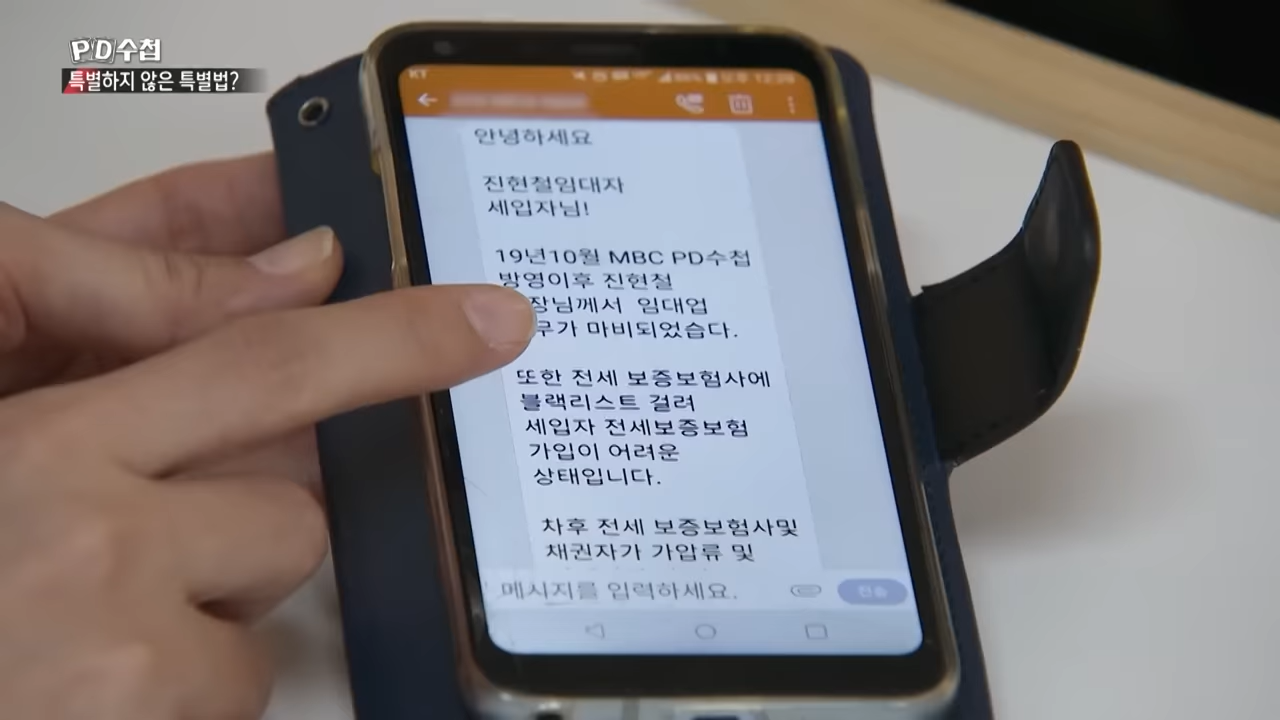 PD수첩
특별하지 않은 특별법?
KT
안녕하세요
진현철임대자
세입자님!
19년10월 MBC PD수첩
방영이후 진헌철
장님께서 임대업
무가 마비되었습다.
또한 전세 보증보험사에
블랙리스트 걸려
세입자 전세보증보험
가입이 어려운
상태입니다.
차후 전세 보증보험사및
채권자가 가압류 및
메시지를 입력하세요.
전송